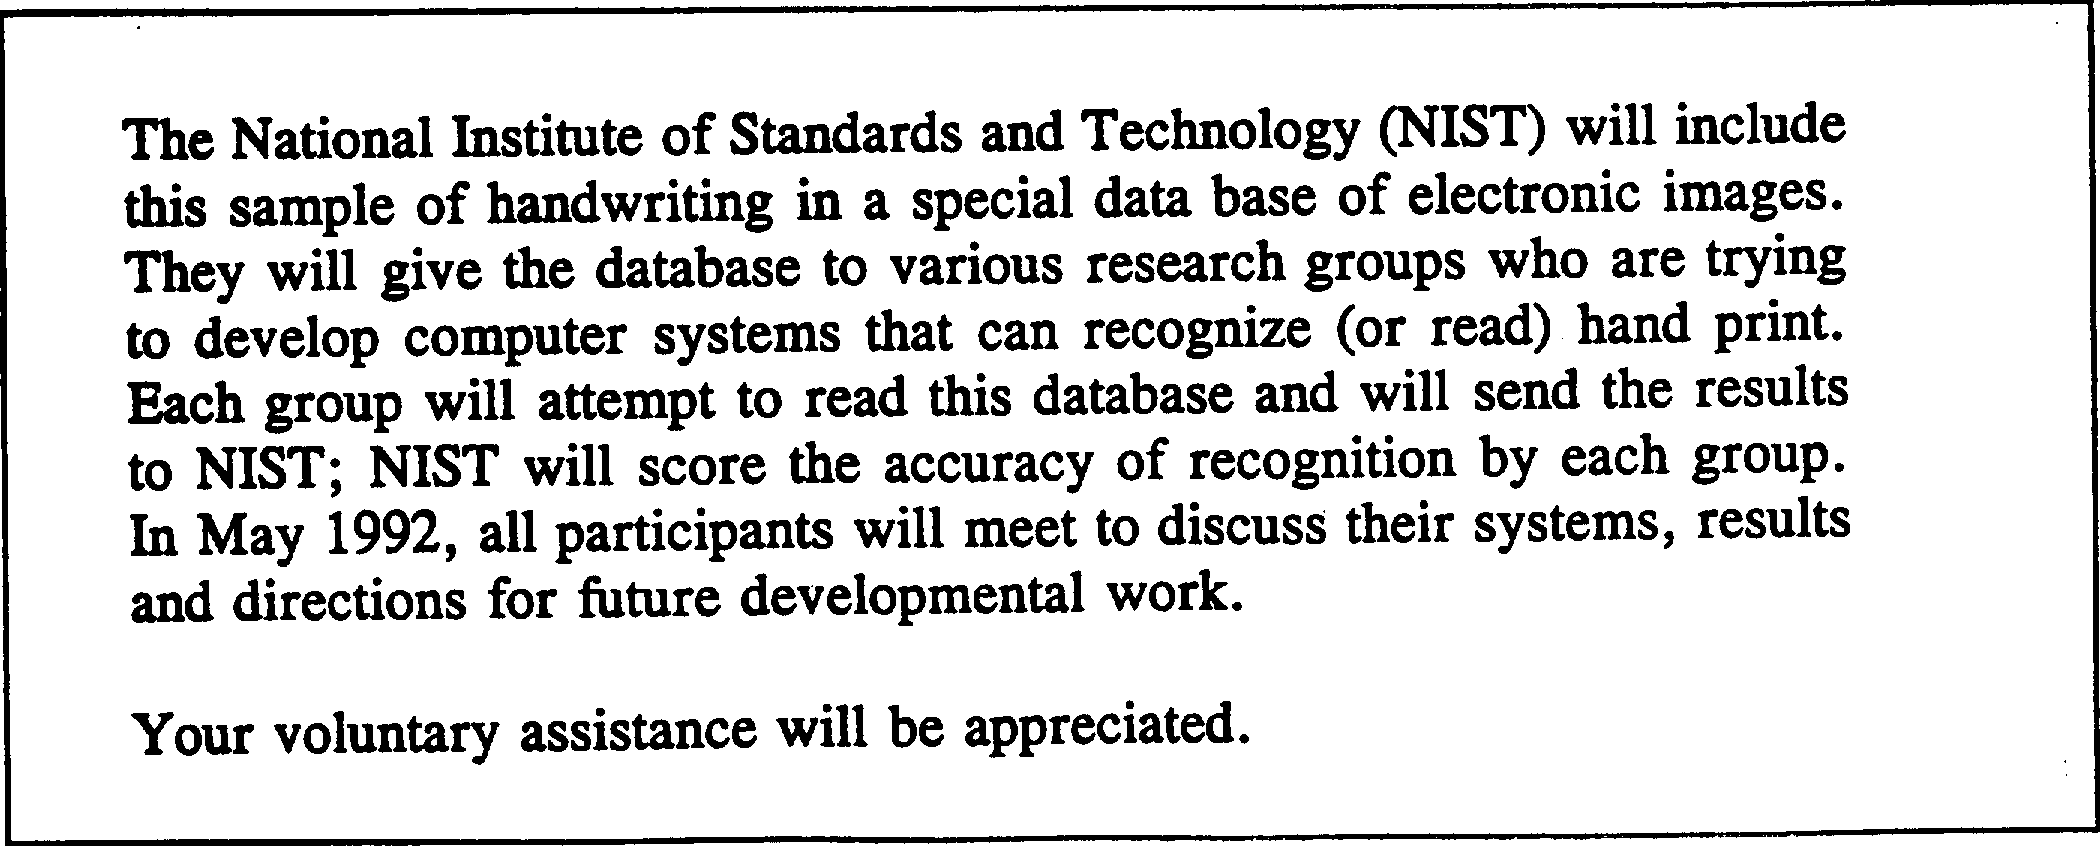 The National Institute of Standards and Technology (NIST) will include
this sample of handwriting in a special data base of electronic images.
They will give the database to various research groups who are trying
to develop computer systems that can recognize (or read) hand print.
Each group will attempt to read this database and will send the results
to NIST; NIST will score the accuracy of recognition by each group.
In May 1992, all participants will meet to discuss their systems, results
and directions for future developmental work.
Your voluntary assistance will be appreciated.